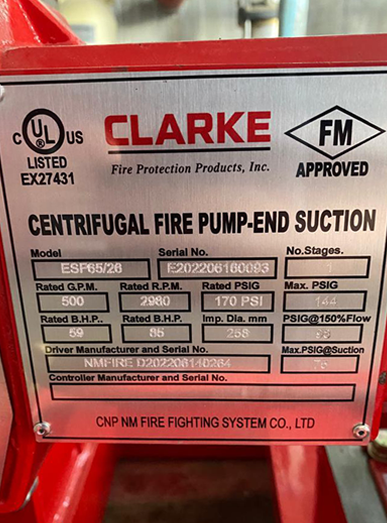 C UL US
LISTED
EX27431
CLARKE
Fire Protection Products, Inc.
FM
APPROVED
CENTRIFUGAL FIRE PUMP-END SUCTION
Model Serial No. No.Stages.
ESF65/26 E202206160093 1
Rated G.P.M. Rated R.P.M. Rated PSIG Max. PSIG
500 2980 170 PSI 144
Rated B.H.P.. Rated B.H.P. Imp. Dia. mm PSIG@150%Flow
59 85 258
Driver Manufacturer and Serial No. Max.PSIG@Suction
NMFIRE D202206140264 75
Controller Manufacturer and Serial No.
CNP NM FIRE FIGHTING SYSTEM CO., LTD